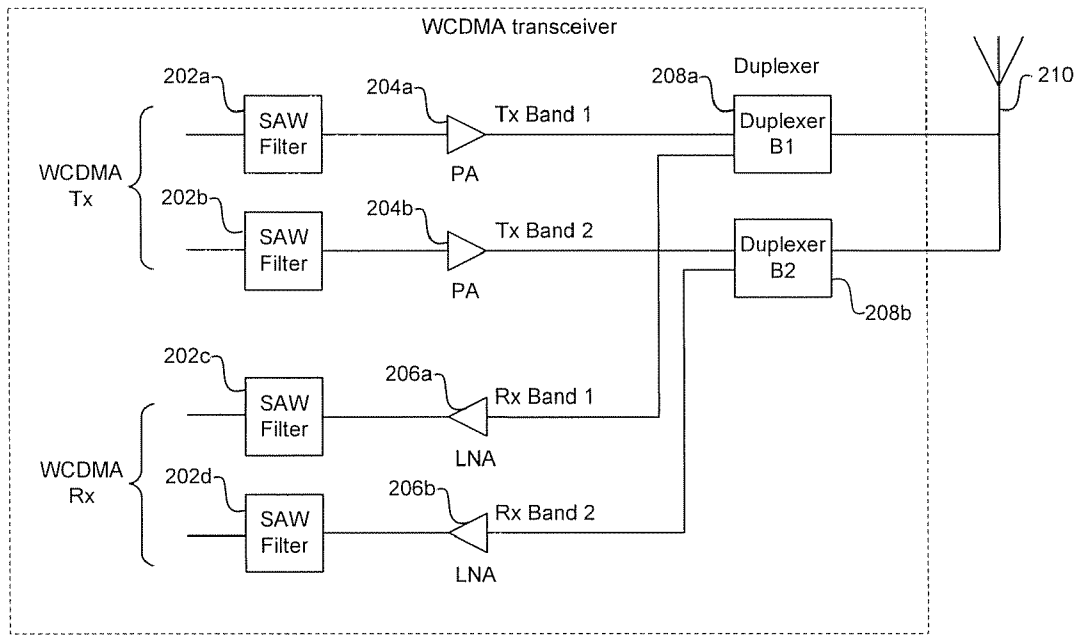 WCDMA transceiver
202a
SAW
Filter
204a
PA
Tx Band 1
Duplexer
208a
Duplexer
B1
210
WCDMA
Tx
202b
SAW
Filter
204b
PA
Tx Band 2
Duplexer
B2
208b
202c
SAW
Filter
206a
LNA
Rx Band 1
WCDMA
Rx
202d
SAW
Filter
206b
LNA
Rx Band 2